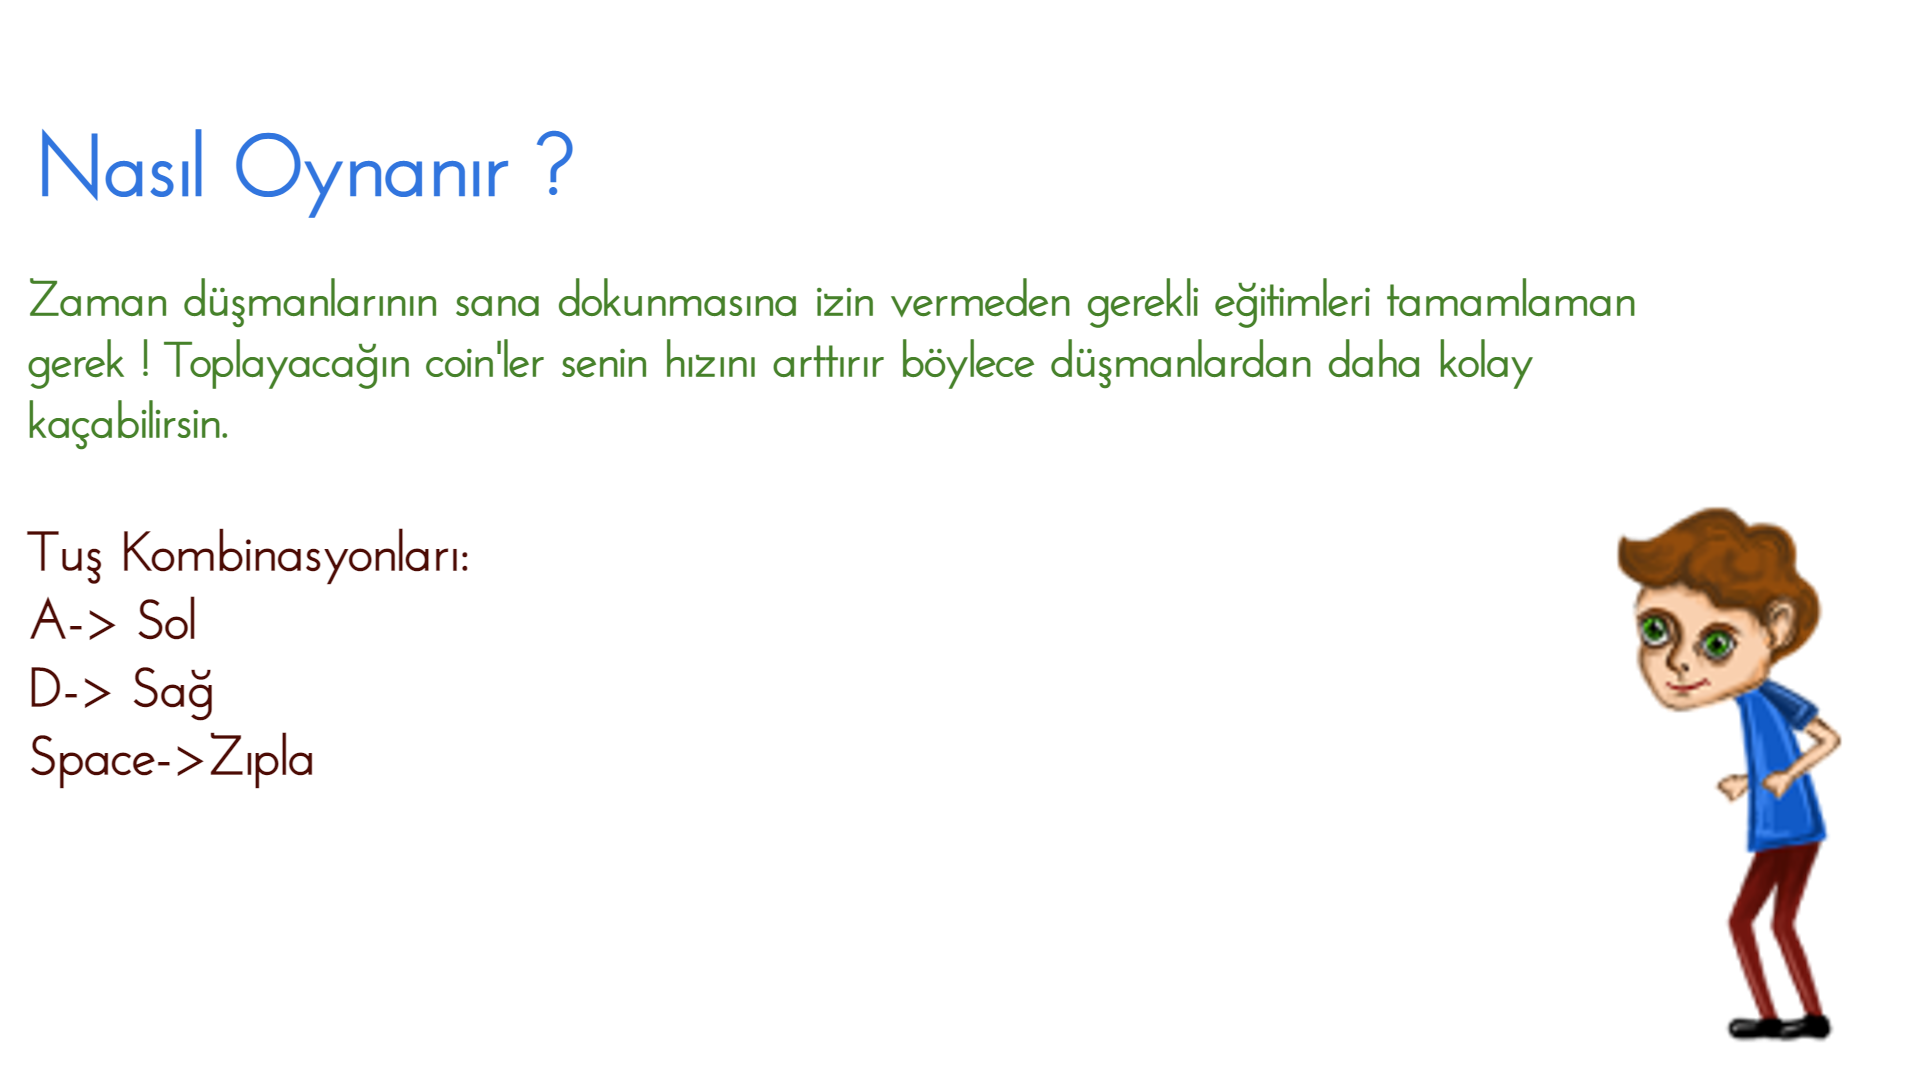 Nasıl Oynanır ?
Zaman düşmanlarının sana dokunmasına izin vermeden gerekli eğitimleri tamamlaman
gerek ! Toplayacağın coin'ler senin hızını arttırır böylece düşmanlardan daha kolay
kaçabilirsin.
Tuş Kombinasyonları:
A-> Sol
D-> Sağ
Space->Zıpla